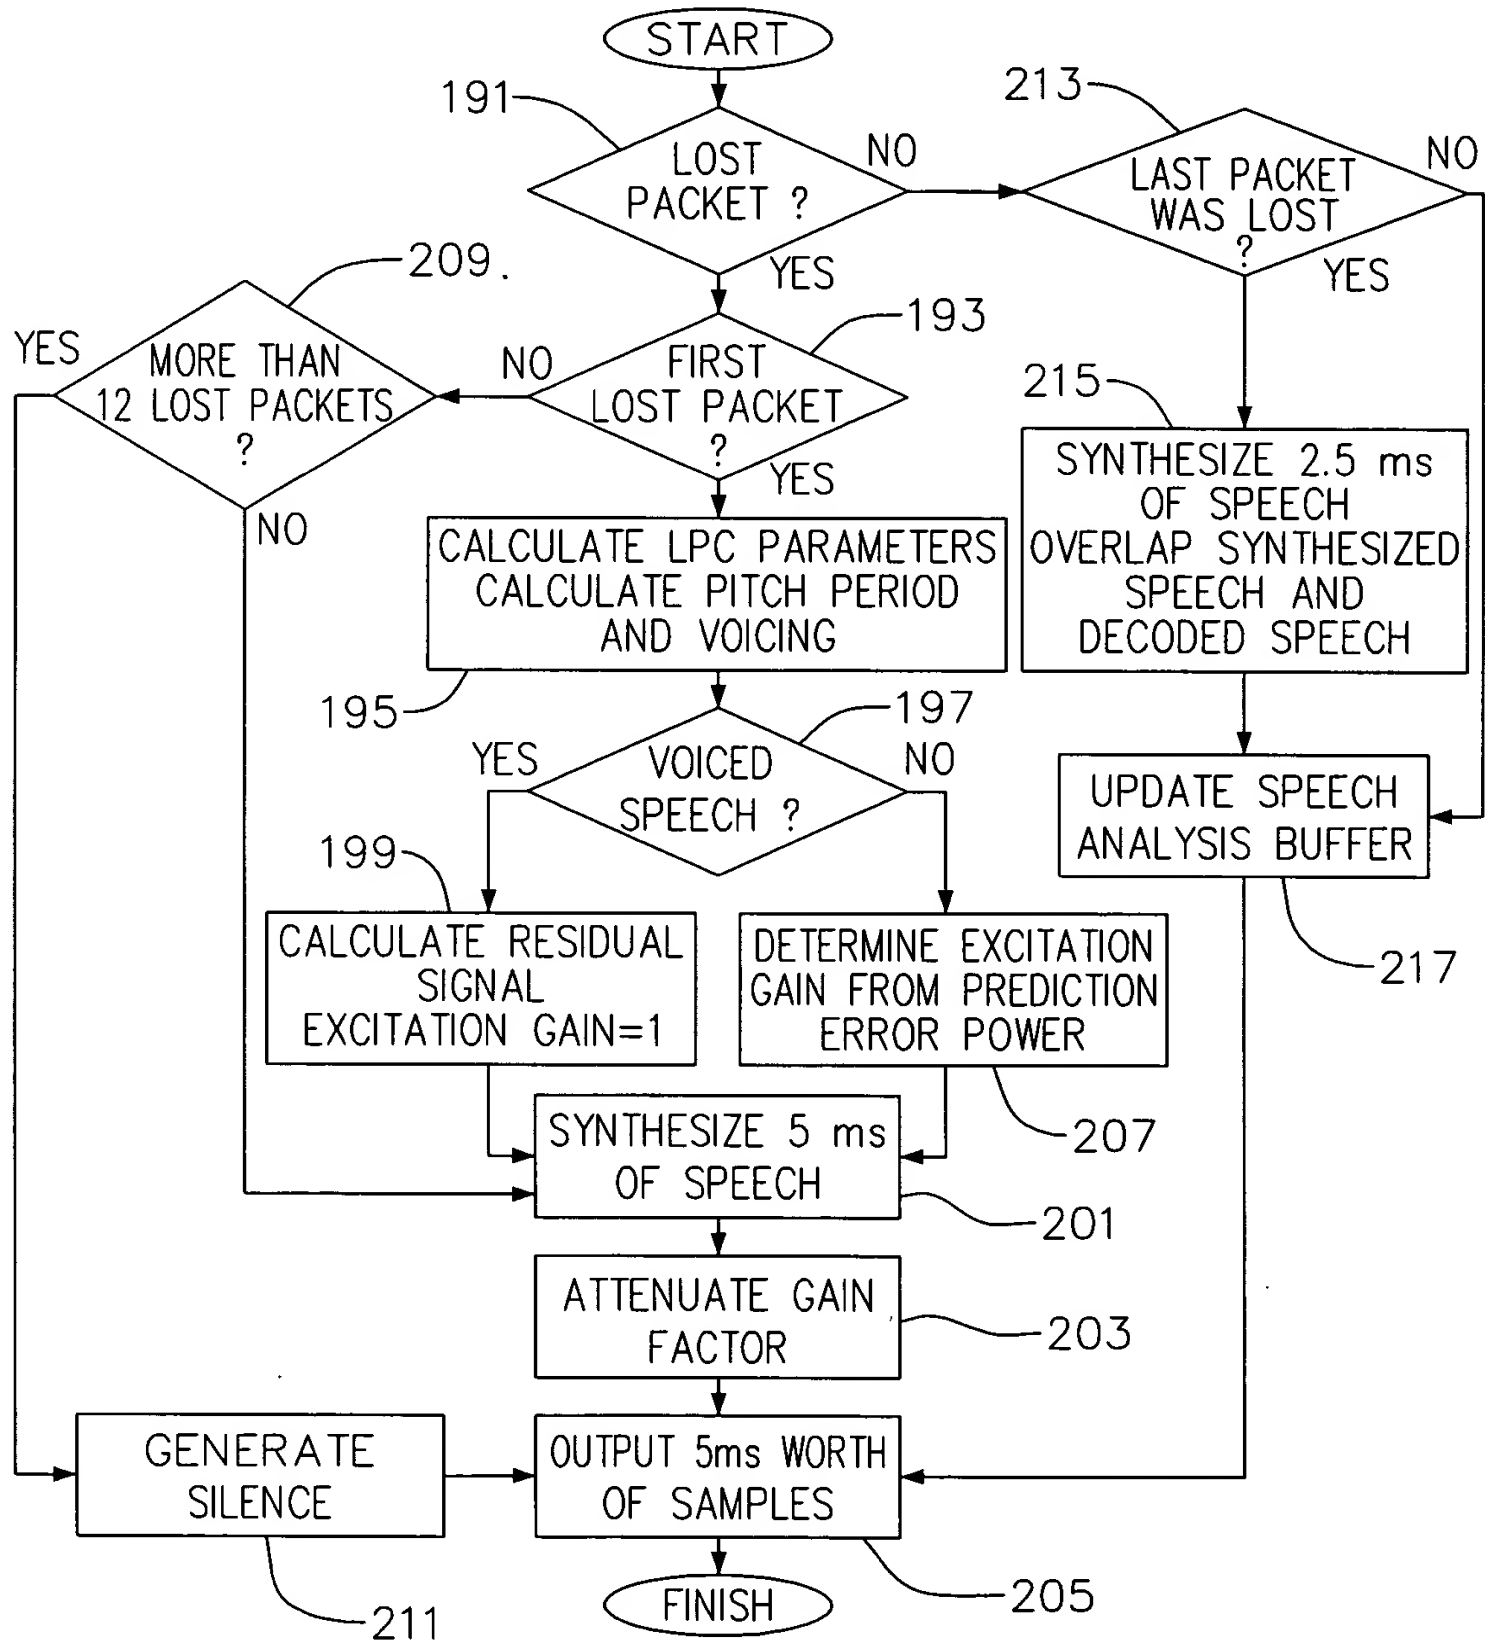 START
191
LOST
PACKET ?
NO
YES
213
LAST PACKET
WAS LOST
?
NO
YES
209.
YES
MORE THAN
12 LOST PACKETS
?
NO
193
NO
FIRST
LOST PACKET
?
YES
215
SYNTHESIZE 2.5 ms
OF SPEECH
OVERLAP SYNTHESIZED
SPEECH AND
DECODED SPEECH
CALCULATE LPC PARAMETERS
CALCULATE PITCH PERIOD
AND VOICING
195
197
YES
VOICED
SPEECH ?
NO
UPDATE SPEECH
ANALYSIS BUFFER
217
199
CALCULATE RESIDUAL
SIGNAL
EXCITATION GAIN=1
DETERMINE EXCITATION
GAIN FROM PREDICTION
ERROR POWER
207
SYNTHESIZE 5 ms
OF SPEECH
201
ATTENUATE GAIN
FACTOR
203
GENERATE
SILENCE
211
OUTPUT 5ms WORTH
OF SAMPLES
205
FINISH